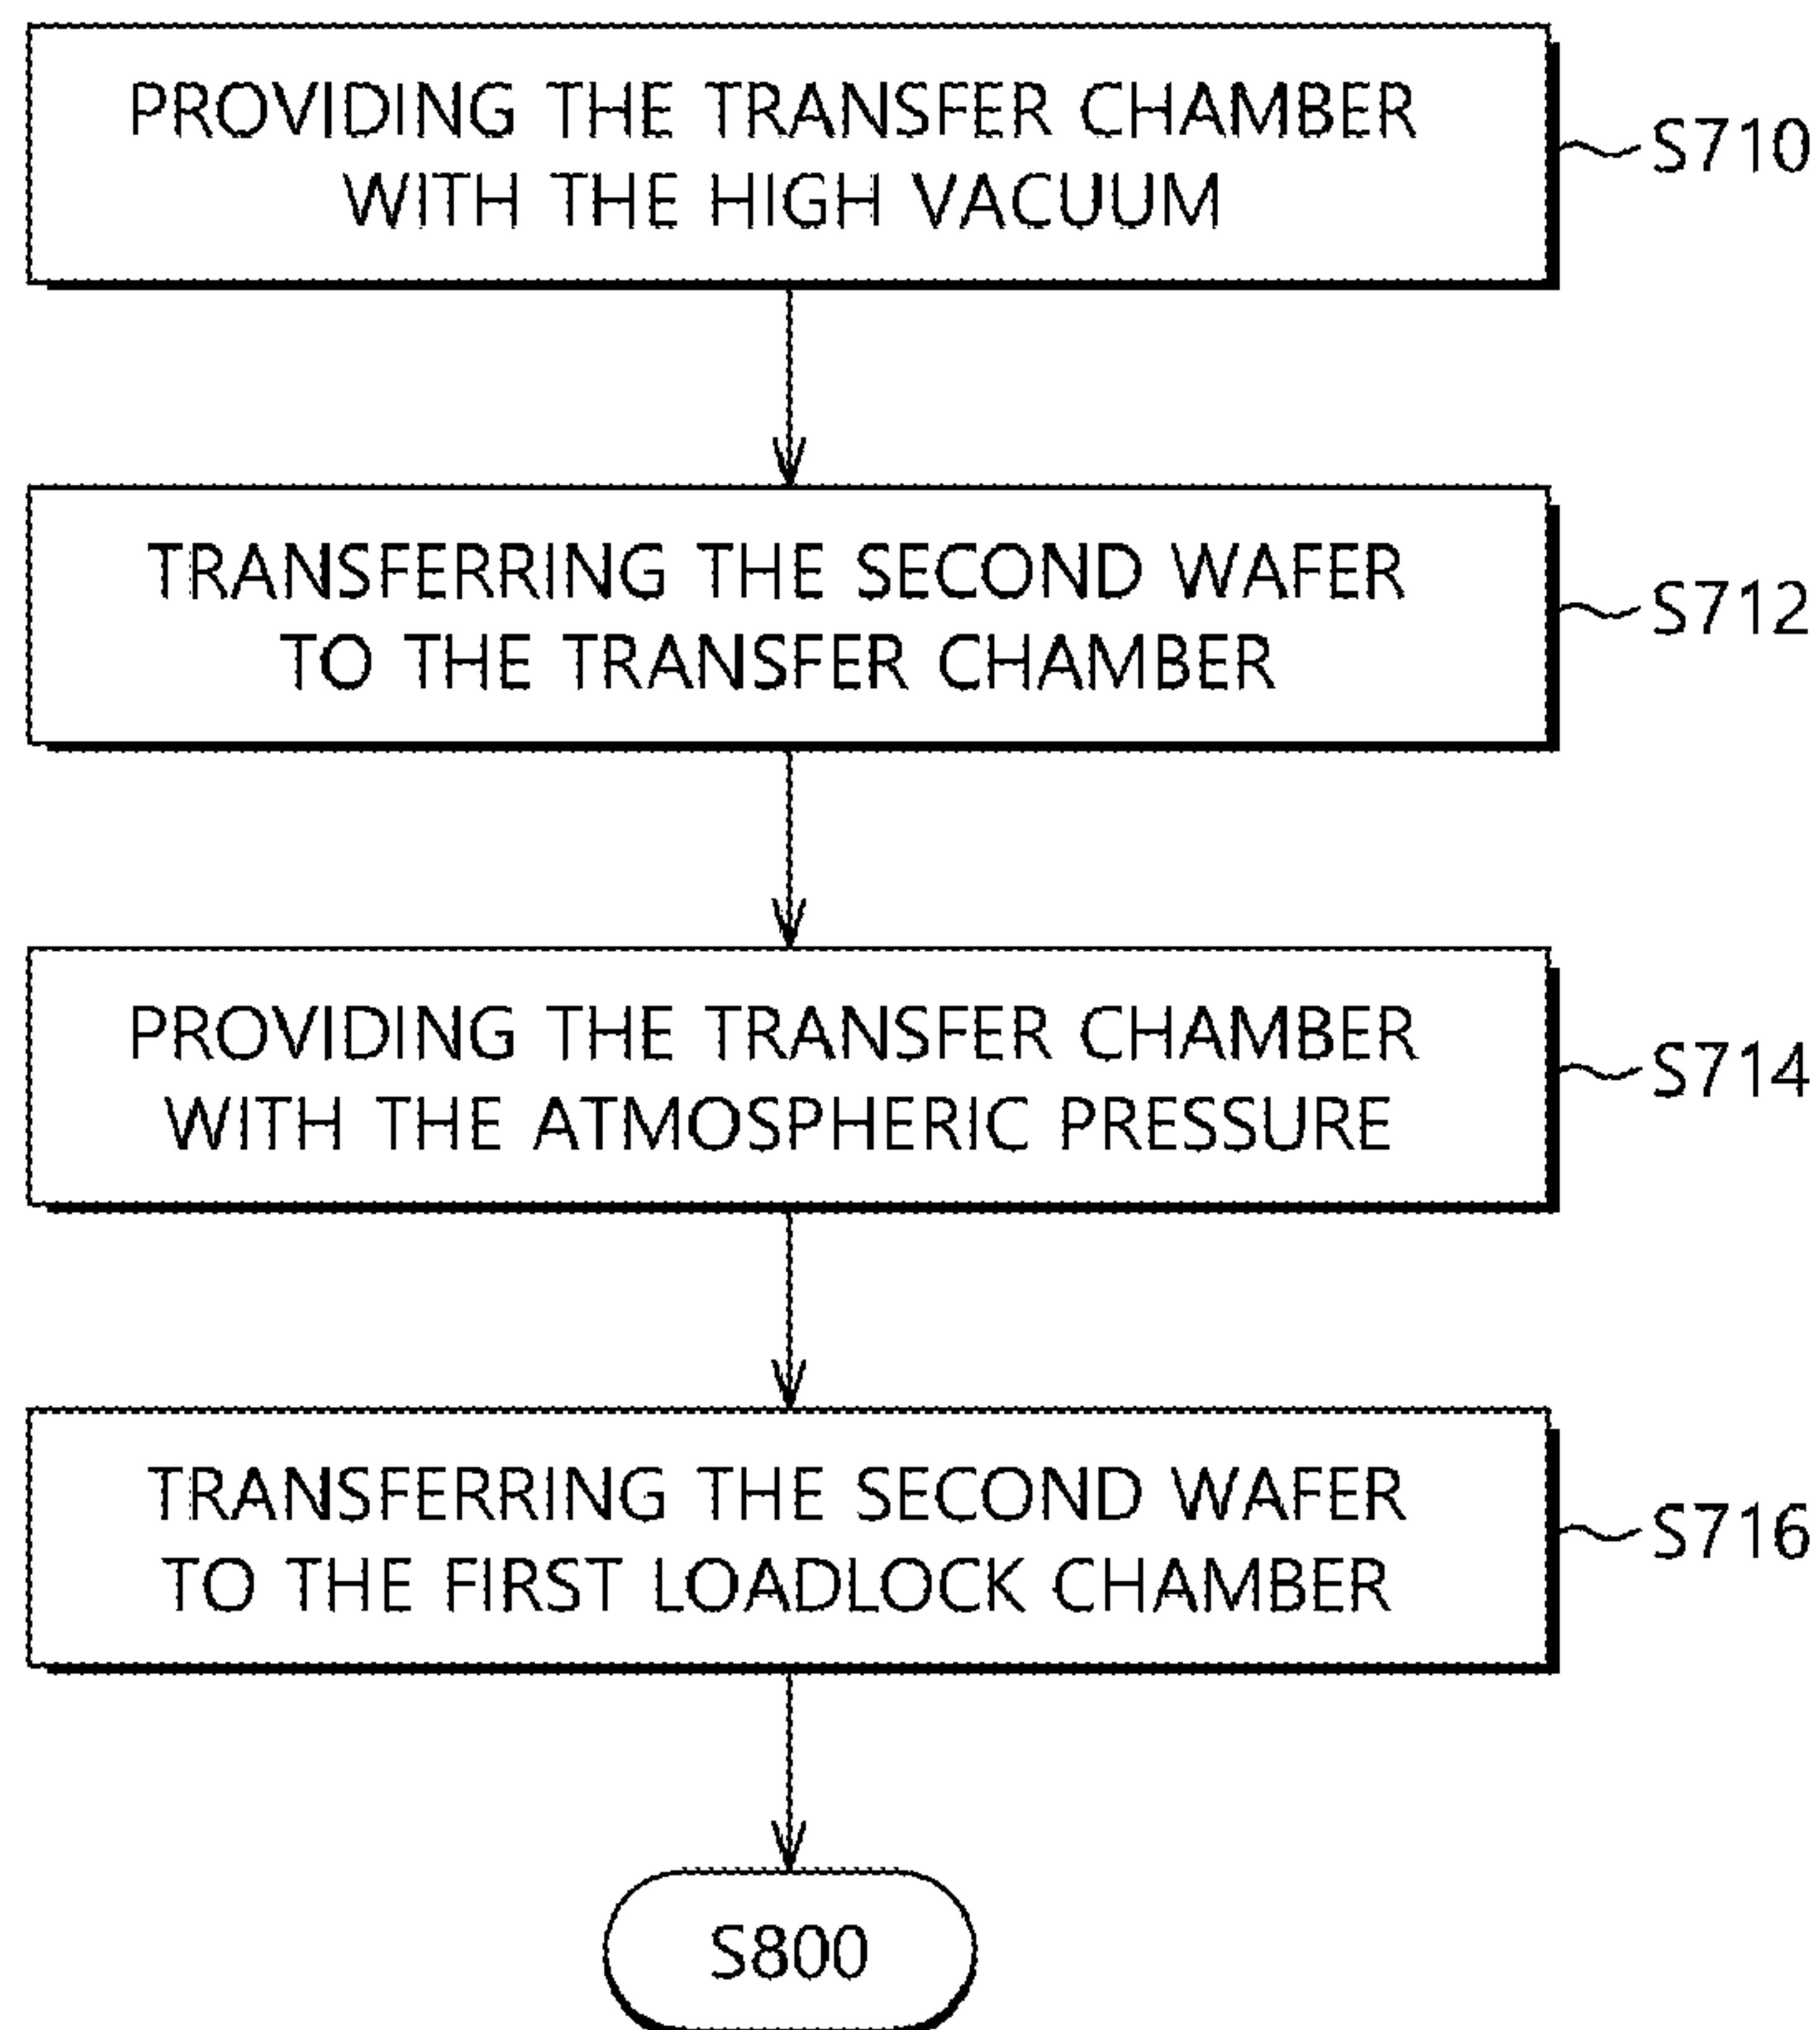 PROVIDING THE TRANSFER CHAMBER
WITH THE HIGH VACUUM
S710
TRANSFERRING THE SECOND WAFER
TO THE TRANSFER CHAMBER
S712
PROVIDING THE TRANSFER CHAMBER
WITH THE ATMOSPHERIC PRESSURE
S714
TRANSFERRING THE SECOND WAFER
TO THE FIRST LOADLOCK CHAMBER
S716
S800